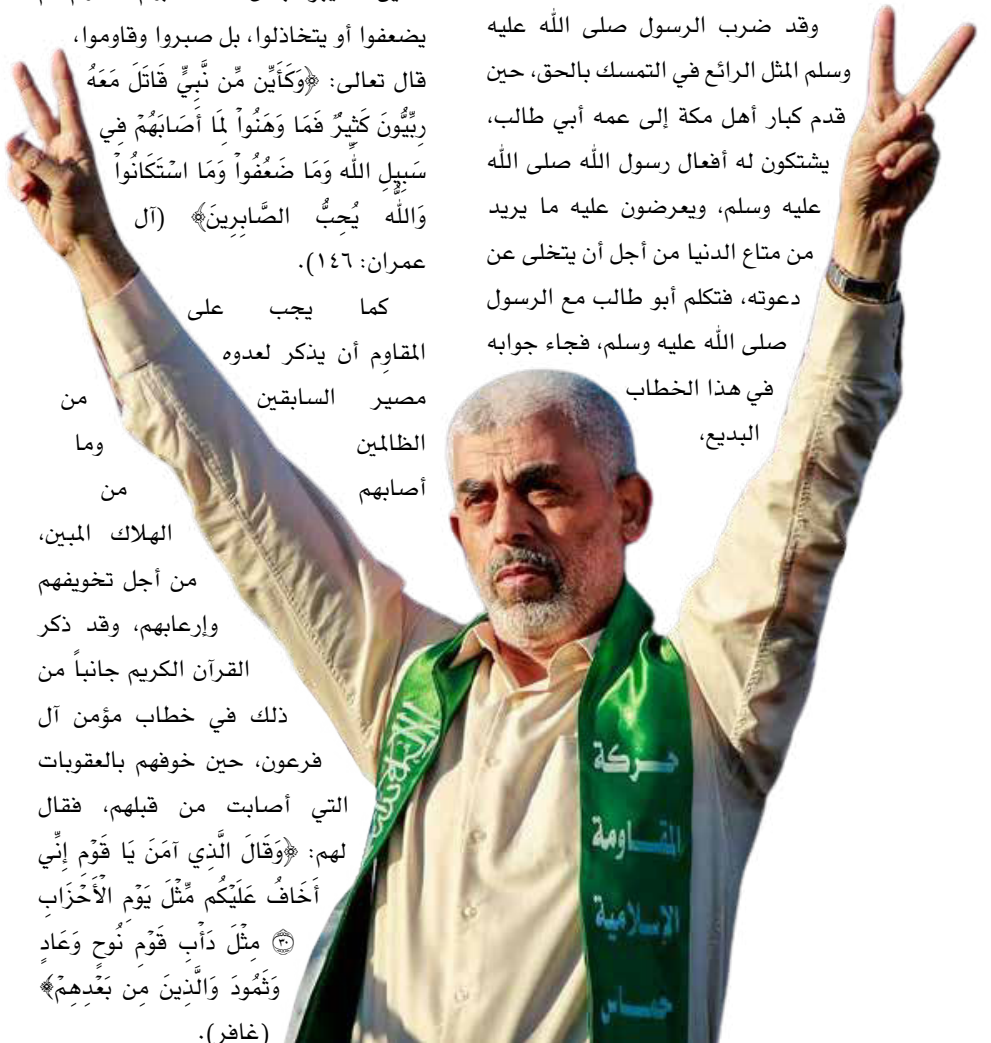 وقد ضرب الرسول صلى الله عليه
وسلم المثل الرائع في التمسك بالحق، حين
قدم كبار أهل مكة إلى عمه أبي طالب،
يشتكون له أفعال رسول الله صلى الله
عليه وسلم، ويعرضون عليه ما يريد
من متاع الدنيا من أجل أن يتخلى عن
دعوته، فتكلم أبو طالب مع الرسول
صلى الله عليه وسلم، فجاء جوابه
في هذا الخطاب
البديع،
يضعفوا أو يتخاذلوا، بل صبروا وقاوموا،
قال تعالى: ﴿وَكَأَيِّن مِّن نَّبِيٍّ قَاتَلَ مَعَهُ
رِبِّيُّونَ كَثِيرٌ فَمَا وَهَنُواْ لِمَا أَصَابَهُمْ فِي
سَبِيلِ اللَّه وَمَا ضَعُفُواْ وَمَا اسْتَكَانُواْ
وَاللَّه يُحِبُّ الصَّابِرِينَ﴾ (آل
عمران: ١٤٦).
كما يجب على
المقاوِم أن يذكر لعدوه
مصير السابقين من
الظالمين وما
أصابهم من
الهلاك المبين،
من أجل تخويفهم
وإرعابهم، وقد ذكر
القرآن الكريم جانباً من
ذلك في خطاب مؤمن آل
فرعون، حين خوفهم بالعقوبات
التي أصابت من قبلهم، فقال
لهم: ﴿وَقَالَ الَّذِي آمَنَ يَا قَوْمِ إِنِّي
أَخَافُ عَلَيْكُم مِّثْلَ يَوْمِ الْأَحْزَابِ
۝٣٠ مِثْلَ دَأْبِ قَوْمِ نُوحٍ وَعَادٍ
وَثَمُودَ وَالَّذِينَ مِن بَعْدِهِمْ﴾
(غافر).
حركة
المقاومة
الإسلامية
حماس